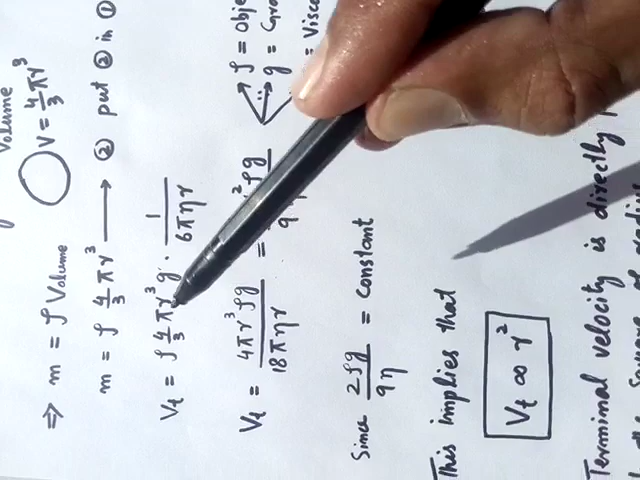 Volume
V = 4/3 πr³
⇒ m = ρ Volume
m = ρ 4/3 πr³ ⟶ ② put ② in ①
Vt = ρ 4/3 πr³ g · 1/6πηr
Vt = 4πr³ρg/18πηr =
ρ = Obje
g =
= Visc
Since 2ρg/9η = Constant
This implies that
Vt ∝ r²
Terminal velocity is directly